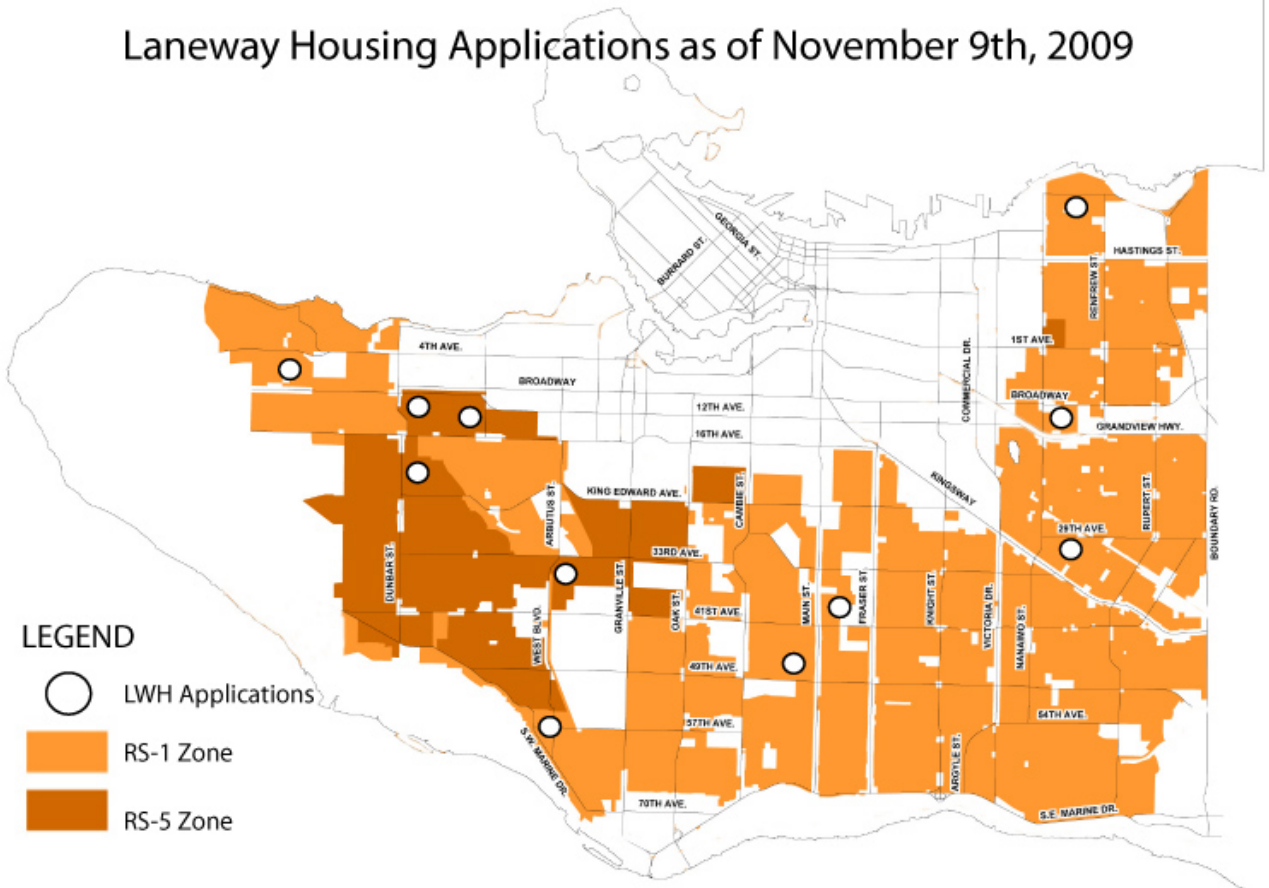 Laneway Housing Applications as of November 9th, 2009
GEORGIA ST.
BURRARD ST.
HASTINGS ST.
RENFREW ST.
4TH AVE.
1ST AVE.
COMMERCIAL DR.
BROADWAY
BROADWAY
12TH AVE.
GRANDVIEW HWY.
16TH AVE.
KINGSWAY
KING EDWARD AVE.
CAMBIE ST.
ARBUTUS ST.
RUPERT ST.
BOUNDARY RD.
29TH AVE.
33RD AVE.
DUNBAR ST.
GRANVILLE ST.
OAK ST.
MAIN ST.
FRASER ST.
KNIGHT ST.
VICTORIA DR.
NANAIMO ST.
41ST AVE.
WEST BLVD.
49TH AVE.
57TH AVE.
54TH AVE.
S.W. MARINE DR.
ARGYLE ST.
70TH AVE.
S.E. MARINE DR.
LEGEND
LWH Applications
RS-1 Zone
RS-5 Zone